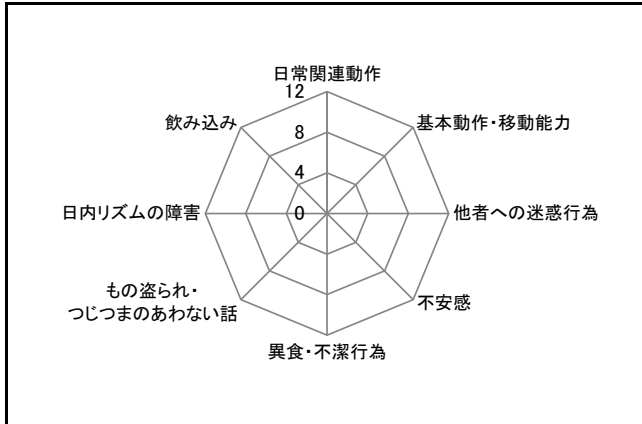 日常関連動作
12
飲み込み
基本動作・移動能力
8
4
日内リズムの障害
0
他者への迷惑行為
もの盗られ・
つじつまのあわない話
不安感
異食・不潔行為